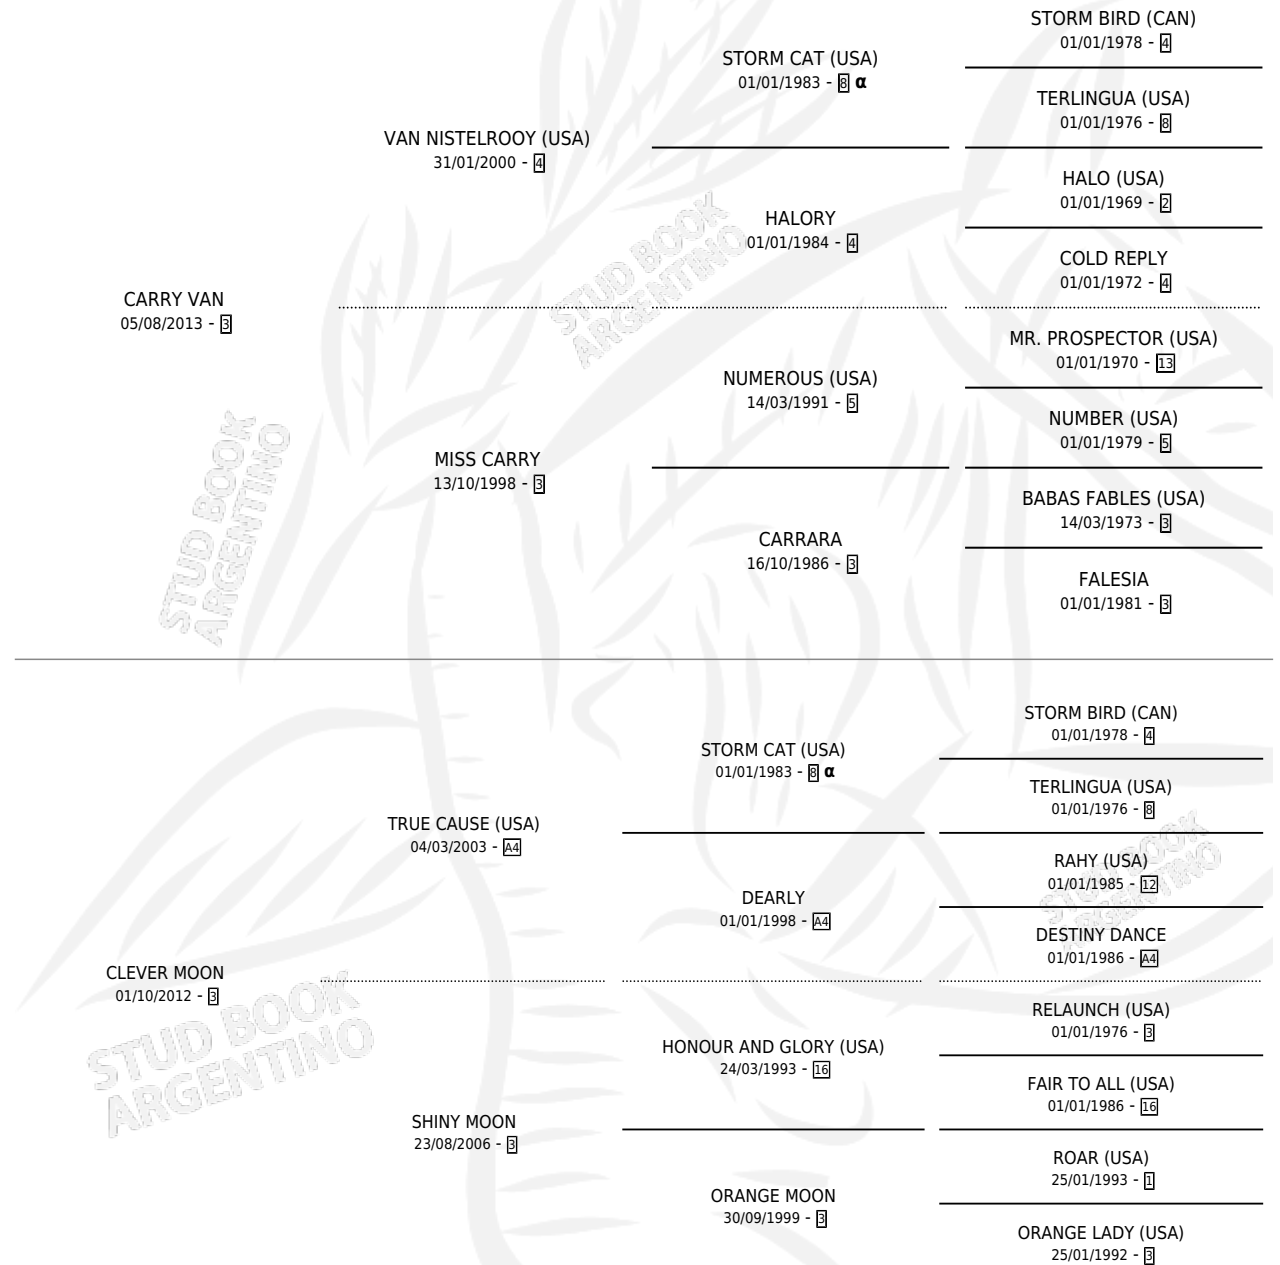 STORM BIRD (CAN)
01/01/1978 - 4
STORM CAT (USA)
01/01/1983 - 8 α
TERLINGUA (USA)
01/01/1976 - 8
VAN NISTELROOY (USA)
31/01/2000 - 4
HALO (USA)
01/01/1969 - 2
HALORY
01/01/1984 - 4
COLD REPLY
01/01/1972 - 4
CARRY VAN
05/08/2013 - 3
MR. PROSPECTOR (USA)
01/01/1970 - 13
NUMEROUS (USA)
14/03/1991 - 5
NUMBER (USA)
01/01/1979 - 5
MISS CARRY
13/10/1998 - 3
BABAS FABLES (USA)
14/03/1973 - 3
CARRARA
16/10/1986 - 3
FALESIA
01/01/1981 - 3
STORM BIRD (CAN)
01/01/1978 - 4
STORM CAT (USA)
01/01/1983 - 8 α
TERLINGUA (USA)
01/01/1976 - 8
TRUE CAUSE (USA)
04/03/2003 - A4
RAHY (USA)
01/01/1985 - 12
DEARLY
01/01/1998 - A4
DESTINY DANCE
01/01/1986 - A4
CLEVER MOON
01/10/2012 - 3
RELAUNCH (USA)
01/01/1976 - 3
HONOUR AND GLORY (USA)
24/03/1993 - 16
FAIR TO ALL (USA)
01/01/1986 - 16
SHINY MOON
23/08/2006 - 3
ROAR (USA)
25/01/1993 - 1
ORANGE MOON
30/09/1999 - 3
ORANGE LADY (USA)
25/01/1992 - 3
STUD BOOK
ARGENTINO
STUD BOOK
ARGENTINO
STUD BOOK
ARGENTINO
STUD BOOK
ARGENTINO